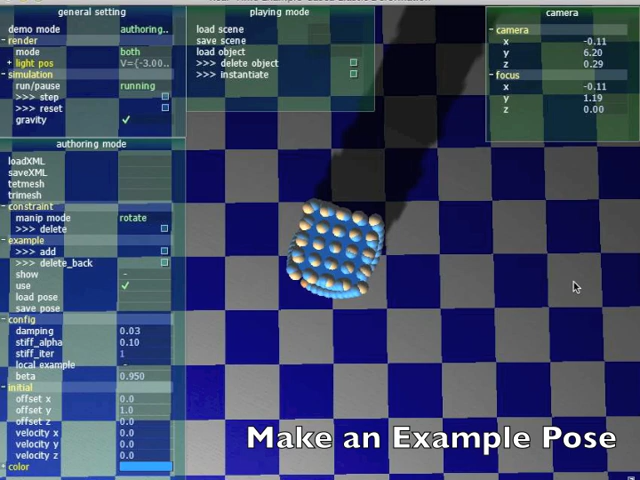 general setting
demo mode authoring..
render
mode both
light pos V={-3.00...
simulation
run/pause running
>>> step
>>> reset
gravity
authoring mode
loadXML
saveXML
tetmesh
trimesh
constraint
manip mode rotate
>>> delete
example
>>> add
>>> delete_back
show -
use
load pose
save pose
config
damping 0.03
stiff_alpha 0.10
stiff_iter 1
local example -
beta 0.950
initial
offset x 0.0
offset y 1.0
offset z 0.0
velocity x 0.0
velocity y 0.0
velocity z 0.0
color
playing mode
load scene
save scene
load object
>>> delete object
>>> instantiate
camera
camera
x -0.11
y 6.20
z 0.29
focus
x -0.11
y 1.19
z 0.00
Make an Example Pose